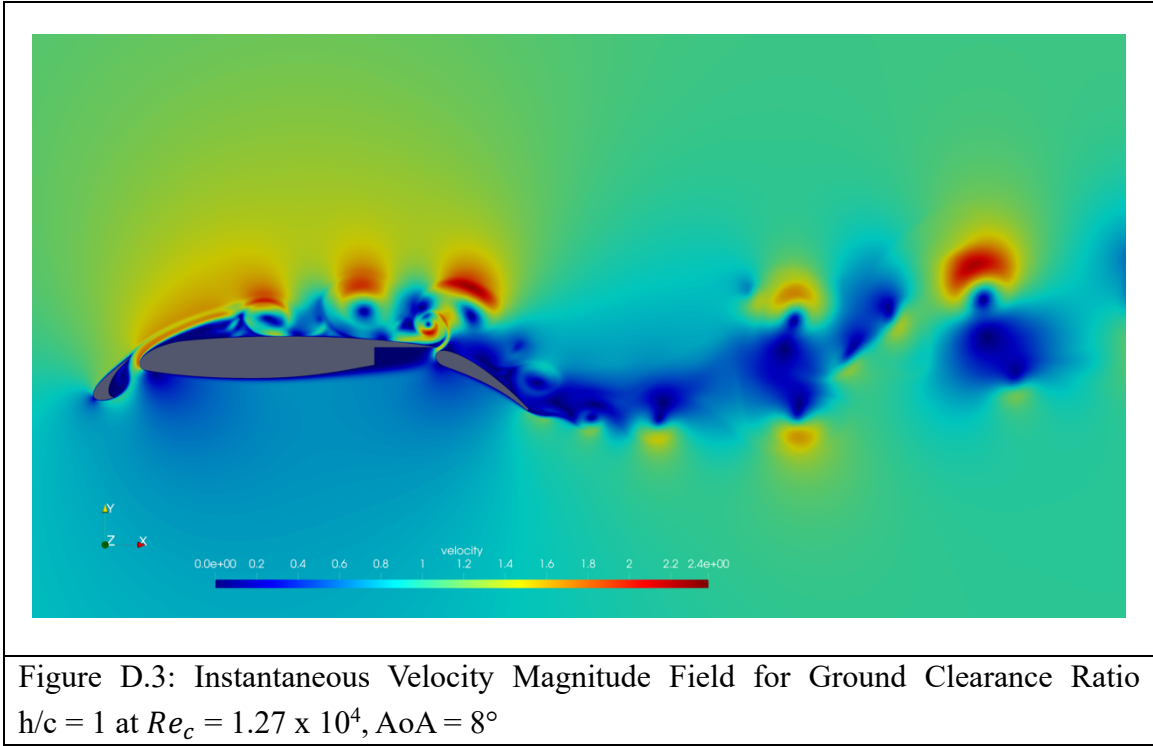 Y
Z X
velocity
0.0e+00 0.2 0.4 0.6 0.8 1 1.2 1.4 1.6 1.8 2 2.2 2.4e+00
Figure D.3: Instantaneous Velocity Magnitude Field for Ground Clearance Ratio
h/c = 1 at 𝑅𝑒𝑐 = 1.27 x 10⁴, AoA = 8°